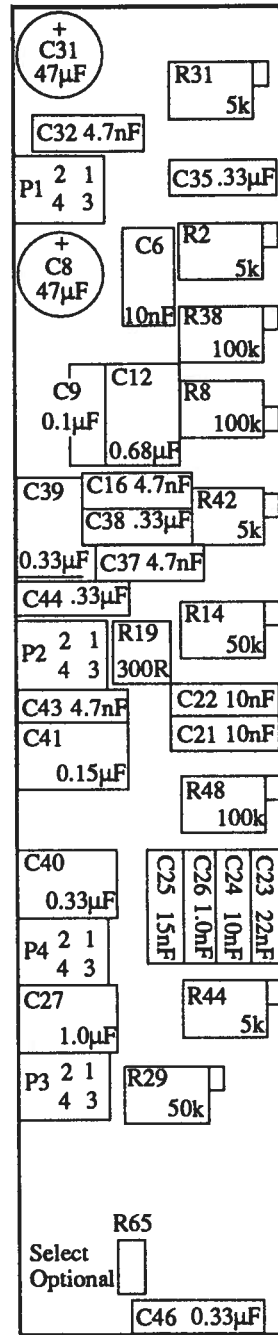 +
C31
47µF
R31
5k
C32 4.7nF
P1 2 1
4 3
C35 .33µF
+
C8
47µF
C6
10nF
R2
5k
R38
100k
C9
0.1µF
C12
0.68µF
R8
100k
C39
0.33µF
C16 4.7nF
C38 .33µF
R42
5k
C37 4.7nF
C44 .33µF
R14
50k
P2 2 1
4 3
R19
300R
C43 4.7nF
C22 10nF
C41
0.15µF
C21 10nF
R48
100k
C40
0.33µF
C25 15nF
C26 1.0nF
C24 10nF
C23 22nF
P4 2 1
4 3
C27
1.0µF
R44
5k
P3 2 1
4 3
R29
50k
R65
Select
Optional
C46 0.33µF